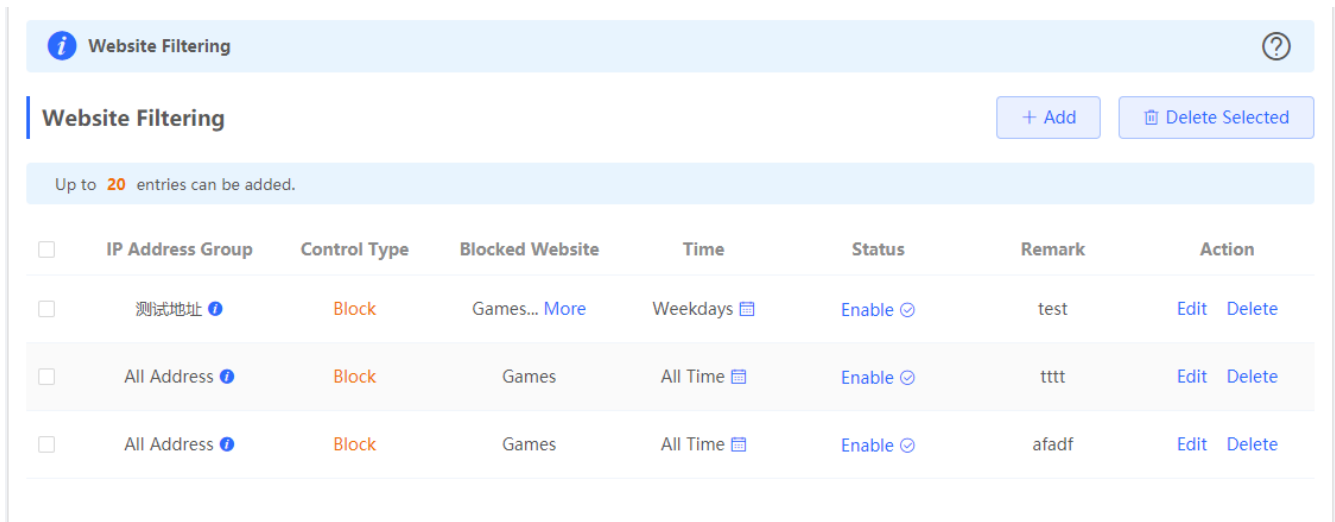 Website Filtering
Website Filtering
+ Add
Delete Selected
Up to 20 entries can be added.
IP Address Group Control Type Blocked Website Time Status Remark Action
测试地址 Block Games... More Weekdays Enable test Edit Delete
All Address Block Games All Time Enable tttt Edit Delete
All Address Block Games All Time Enable afadf Edit Delete